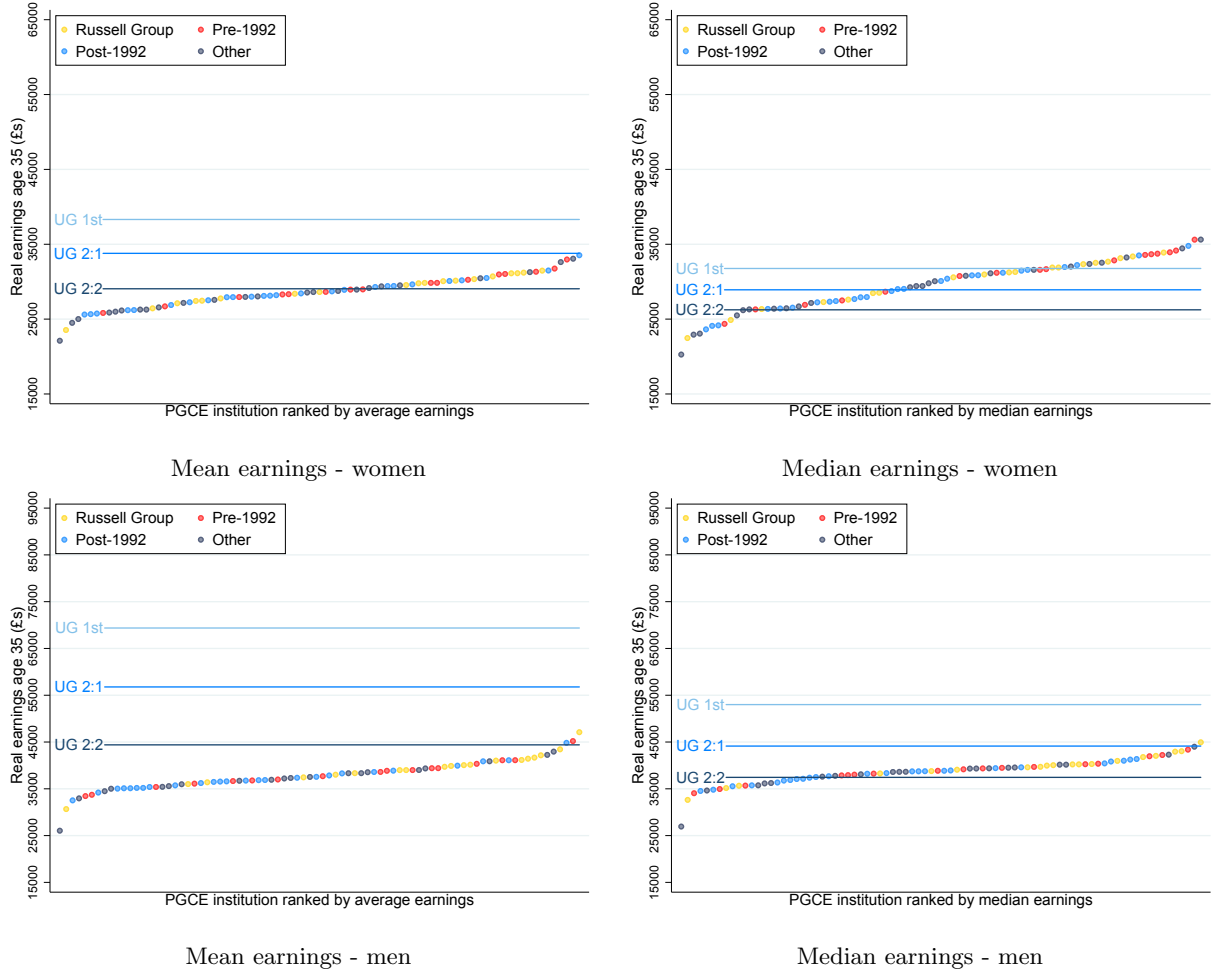 65000
55000
45000
35000
25000
15000
Real earnings age 35 (£s)
Russell Group
Pre-1992
Post-1992
Other
UG 1st
UG 2:1
UG 2:2
PGCE institution ranked by average earnings
Mean earnings - women
65000
55000
45000
35000
25000
15000
Real earnings age 35 (£s)
Russell Group
Pre-1992
Post-1992
Other
UG 1st
UG 2:1
UG 2:2
PGCE institution ranked by median earnings
Median earnings - women
95000
85000
75000
65000
55000
45000
35000
25000
15000
Real earnings age 35 (£s)
Russell Group
Pre-1992
Post-1992
Other
UG 1st
UG 2:1
UG 2:2
PGCE institution ranked by average earnings
Mean earnings - men
95000
85000
75000
65000
55000
45000
35000
25000
15000
Real earnings age 35 (£s)
Russell Group
Pre-1992
Post-1992
Other
UG 1st
UG 2:1
UG 2:2
PGCE institution ranked by median earnings
Median earnings - men